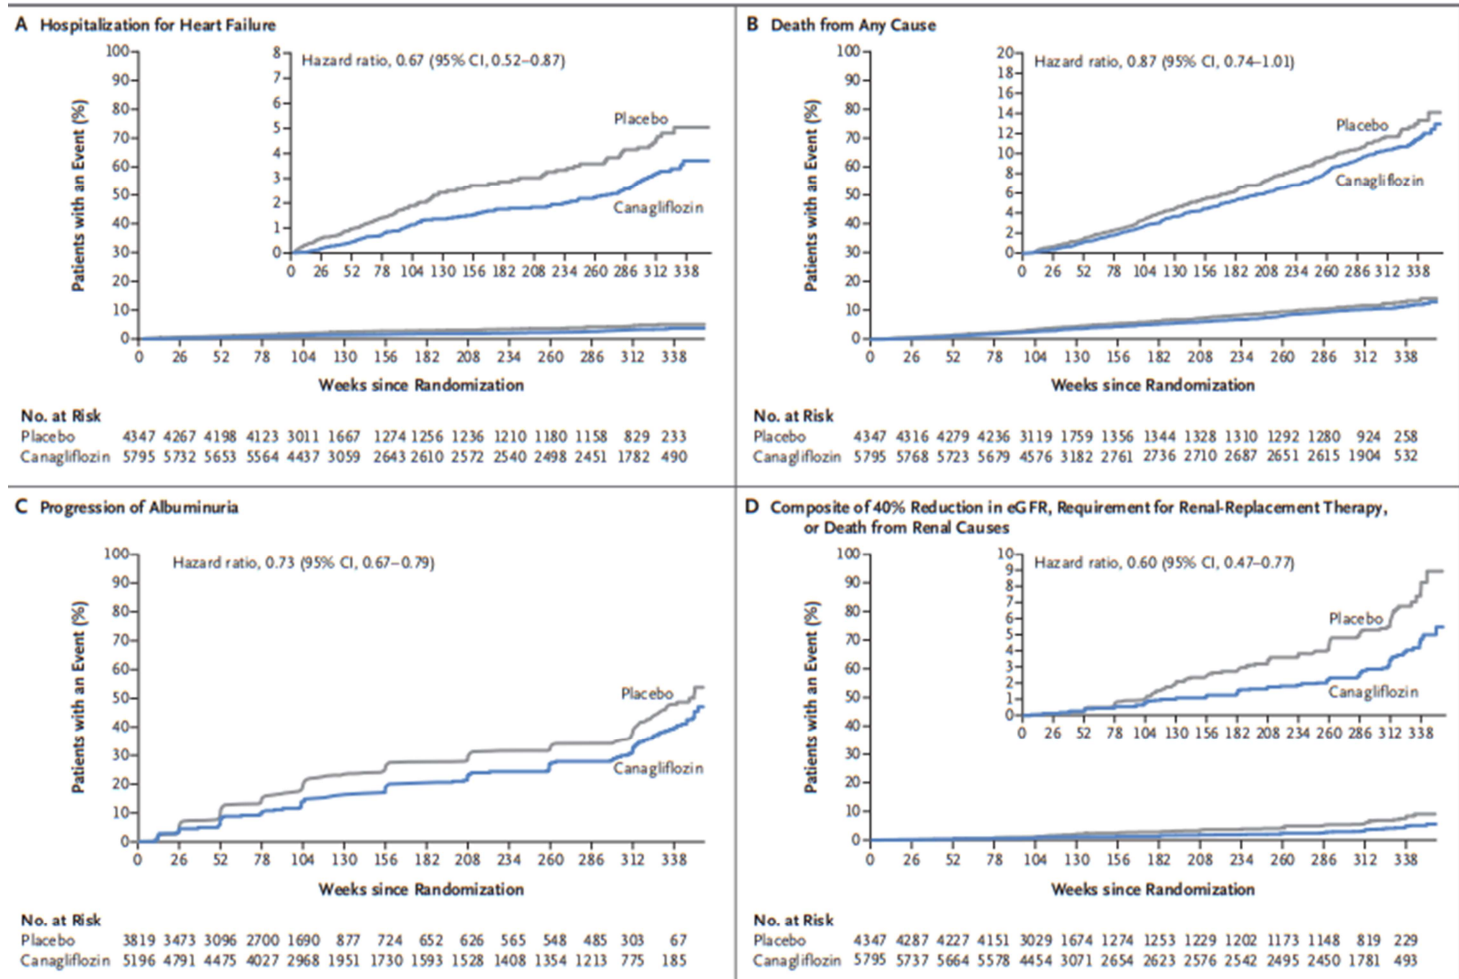 A Hospitalization for Heart Failure
100
90
80
70
60
50
40
30
20
10
0
Patients with an Event (%)
8
7
6
5
4
3
2
1
0
Hazard ratio, 0.67 (95% CI, 0.52–0.87)
Placebo
Canagliflozin
0 26 52 78 104 130 156 182 208 234 260 286 312 338
0 26 52 78 104 130 156 182 208 234 260 286 312 338
Weeks since Randomization
No. at Risk
Placebo 4347 4267 4198 4123 3011 1667 1274 1256 1236 1210 1180 1158 829 233
Canagliflozin 5795 5732 5653 5564 4437 3059 2643 2610 2572 2540 2498 2451 1782 490
B Death from Any Cause
100
90
80
70
60
50
40
30
20
10
0
Patients with an Event (%)
20
18
16
14
12
10
8
6
4
2
0
Hazard ratio, 0.87 (95% CI, 0.74–1.01)
Placebo
Canagliflozin
0 26 52 78 104 130 156 182 208 234 260 286 312 338
0 26 52 78 104 130 156 182 208 234 260 286 312 338
Weeks since Randomization
No. at Risk
Placebo 4347 4316 4279 4236 3119 1759 1356 1344 1328 1310 1292 1280 924 258
Canagliflozin 5795 5768 5723 5679 4576 3182 2761 2736 2710 2687 2651 2615 1904 532
C Progression of Albuminuria
100
90
80
70
60
50
40
30
20
10
0
Patients with an Event (%)
Hazard ratio, 0.73 (95% CI, 0.67–0.79)
Placebo
Canagliflozin
0 26 52 78 104 130 156 182 208 234 260 286 312 338
Weeks since Randomization
No. at Risk
Placebo 3819 3473 3096 2700 1690 877 724 652 626 565 548 485 303 67
Canagliflozin 5196 4791 4475 4027 2968 1951 1730 1593 1528 1408 1354 1213 775 185
D Composite of 40% Reduction in eGFR, Requirement for Renal-Replacement Therapy,
or Death from Renal Causes
100
90
80
70
60
50
40
30
20
10
0
Patients with an Event (%)
10
9
8
7
6
5
4
3
2
1
0
Hazard ratio, 0.60 (95% CI, 0.47–0.77)
Placebo
Canagliflozin
0 26 52 78 104 130 156 182 208 234 260 286 312 338
0 26 52 78 104 130 156 182 208 234 260 286 312 338
Weeks since Randomization
No. at Risk
Placebo 4347 4287 4227 4151 3029 1674 1274 1253 1229 1202 1173 1148 819 229
Canagliflozin 5795 5737 5664 5578 4454 3071 2654 2623 2576 2542 2495 2450 1781 493